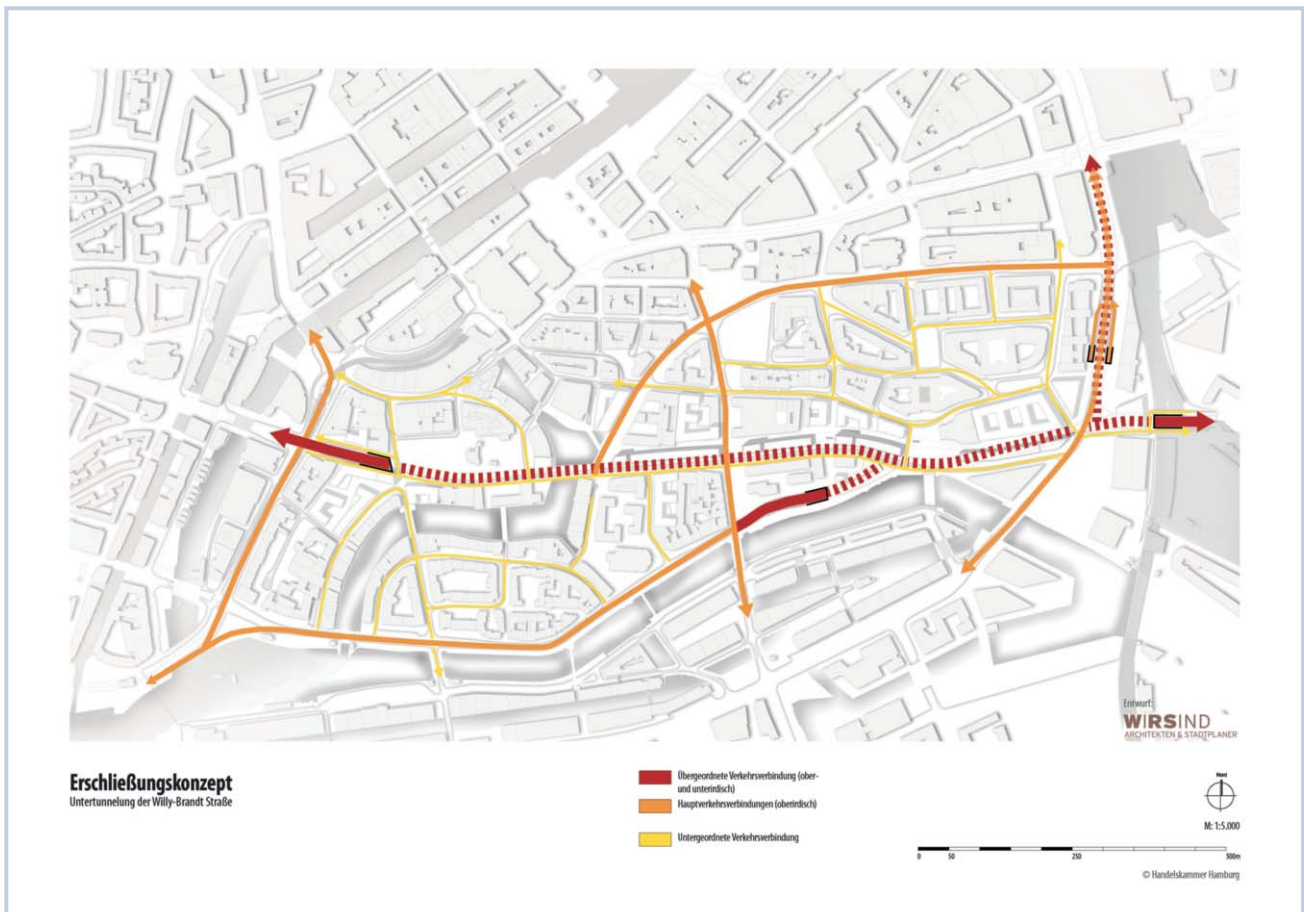 Entwurf:
WIRSIND
ARCHITEKTEN & STADTPLANER
Erschließungskonzept
Untertunnelung der Willy-Brandt Straße
Übergeordnete Verkehrsverbindung (ober-
und unterirdisch)
Hauptverkehrsverbindungen (oberirdisch)
Untergeordnete Verkehrsverbindung
Nord
M: 1:5.000
0 50 250 500m
© Handelskammer Hamburg